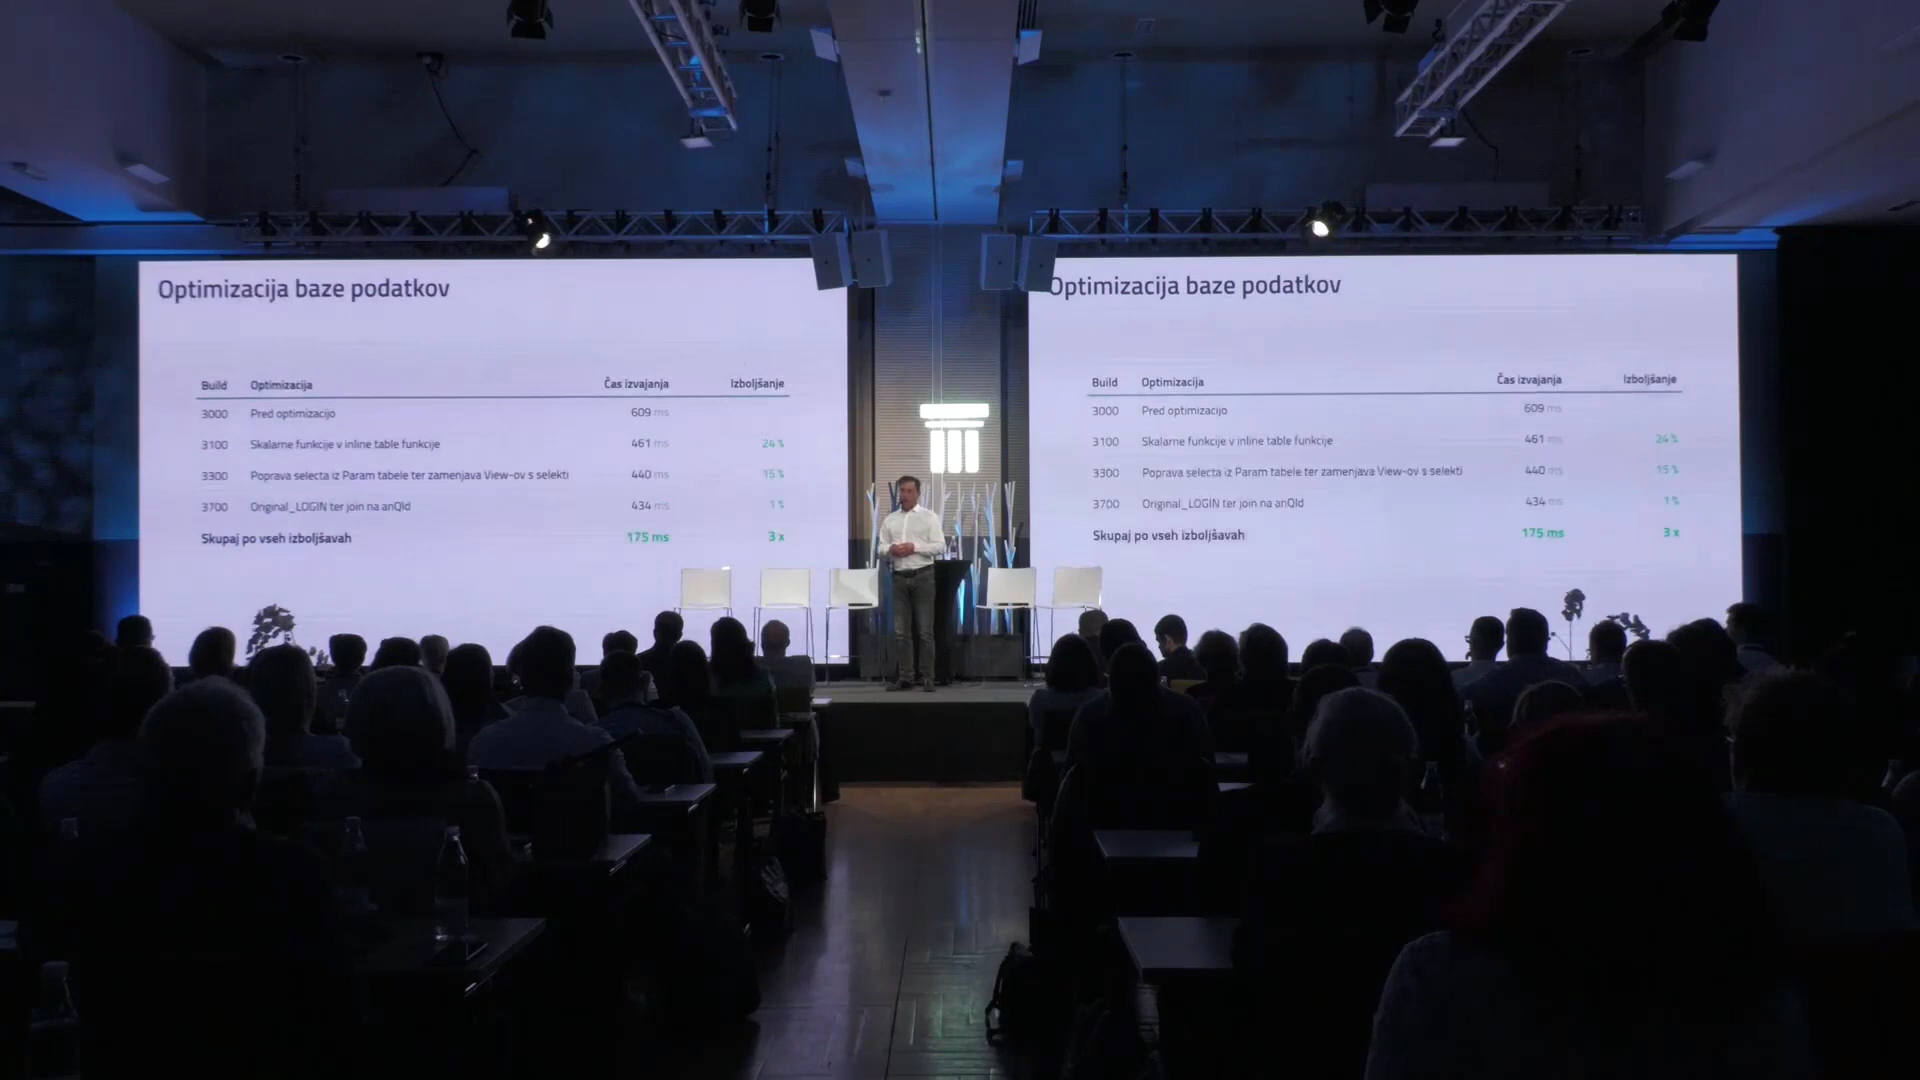 Optimizacija baze podatkov
Build Optimizacija Čas izvajanja Izboljšanje
3000 Pred optimizacijo 609 ms
3100 Skalarne funkcije v inline table funkcije 461 ms 24 %
3300 Poprava selecta iz Param tabele ter zamenjava View-ov s selekti 440 ms 15 %
3700 Original_LOGIN ter join na anQId 434 ms 1 %
Skupaj po vseh izboljšavah 175 ms 3 x
Optimizacija baze podatkov
Build Optimizacija Čas izvajanja Izboljšanje
3000 Pred optimizacijo 609 ms
3100 Skalarne funkcije v inline table funkcije 461 ms 24 %
3300 Poprava selecta iz Param tabele ter zamenjava View-ov s selekti 440 ms 15 %
3700 Original_LOGIN ter join na anQId 434 ms 1 %
Skupaj po vseh izboljšavah 175 ms 3 x